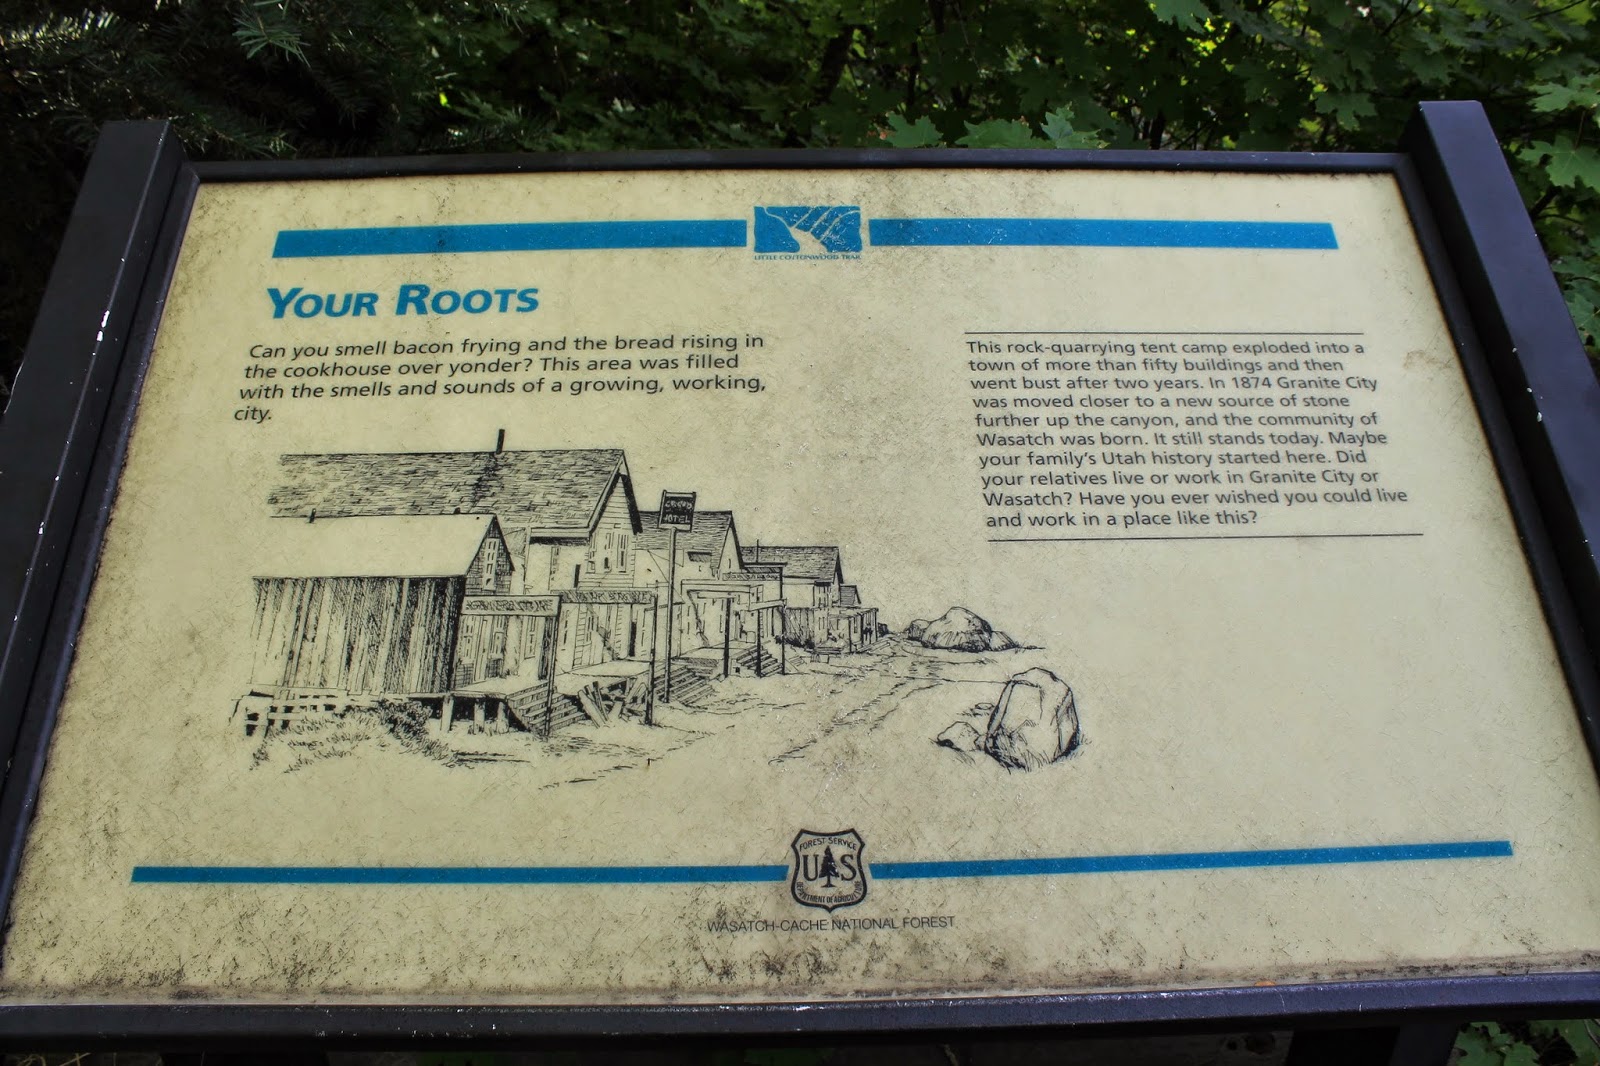 LITTLE COTTONWOOD TRAIL
YOUR ROOTS
Can you smell bacon frying and the bread rising in
the cookhouse over yonder? This area was filled
with the smells and sounds of a growing, working,
city.
This rock-quarrying tent camp exploded into a
town of more than fifty buildings and then
went bust after two years. In 1874 Granite City
was moved closer to a new source of stone
further up the canyon, and the community of
Wasatch was born. It still stands today. Maybe
your family's Utah history started here. Did
your relatives live or work in Granite City or
Wasatch? Have you ever wished you could live
and work in a place like this?
HOTEL
FOREST SERVICE
U S
DEPARTMENT OF AGRICULTURE
WASATCH-CACHE NATIONAL FOREST